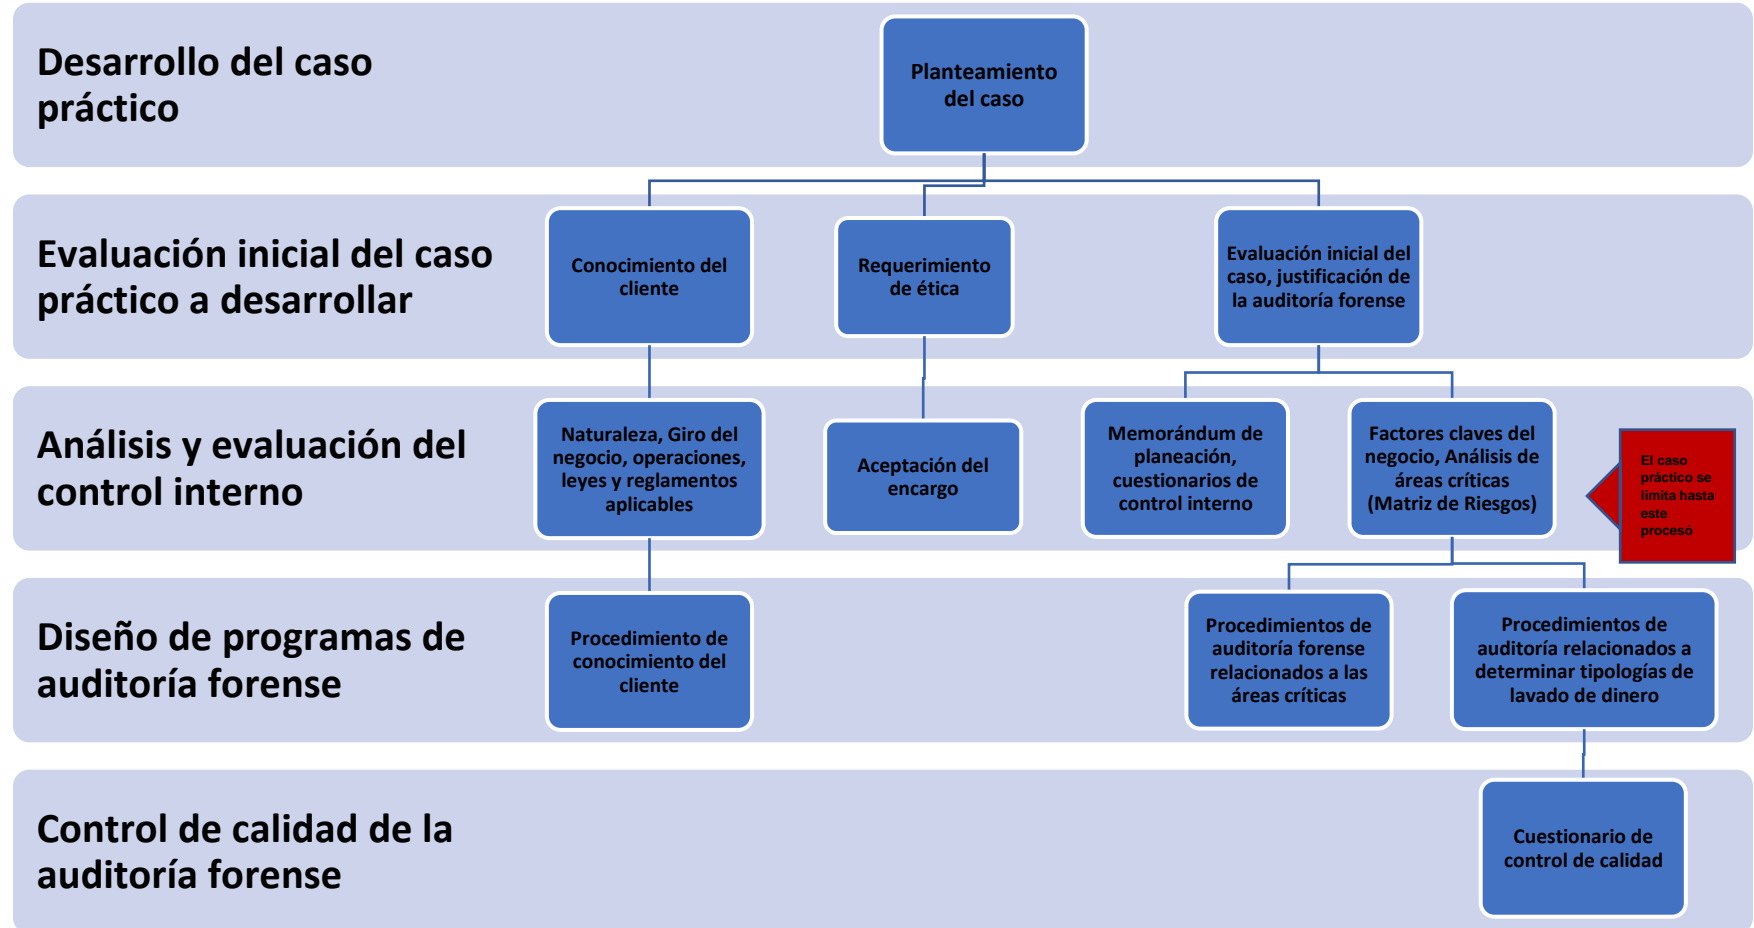 Desarrollo del caso
práctico
Planteamiento
del caso
Evaluación inicial del caso
práctico a desarrollar
Conocimiento del
cliente
Requerimiento
de ética
Evaluación inicial del
caso, justificación de
la auditoría forense
Análisis y evaluación del
control interno
Naturaleza, Giro del
negocio, operaciones,
leyes y reglamentos
aplicables
Aceptación del
encargo
Memorándum de
planeación,
cuestionarios de
control interno
Factores claves del
negocio, Análisis de
áreas críticas
(Matriz de Riesgos)
El caso
práctico se
limita hasta
este
procesó
Diseño de programas de
auditoría forense
Procedimiento de
conocimiento del
cliente
Procedimientos de
auditoría forense
relacionados a las
áreas críticas
Procedimientos de
auditoría relacionados a
determinar tipologías de
lavado de dinero
Control de calidad de la
auditoría forense
Cuestionario de
control de calidad